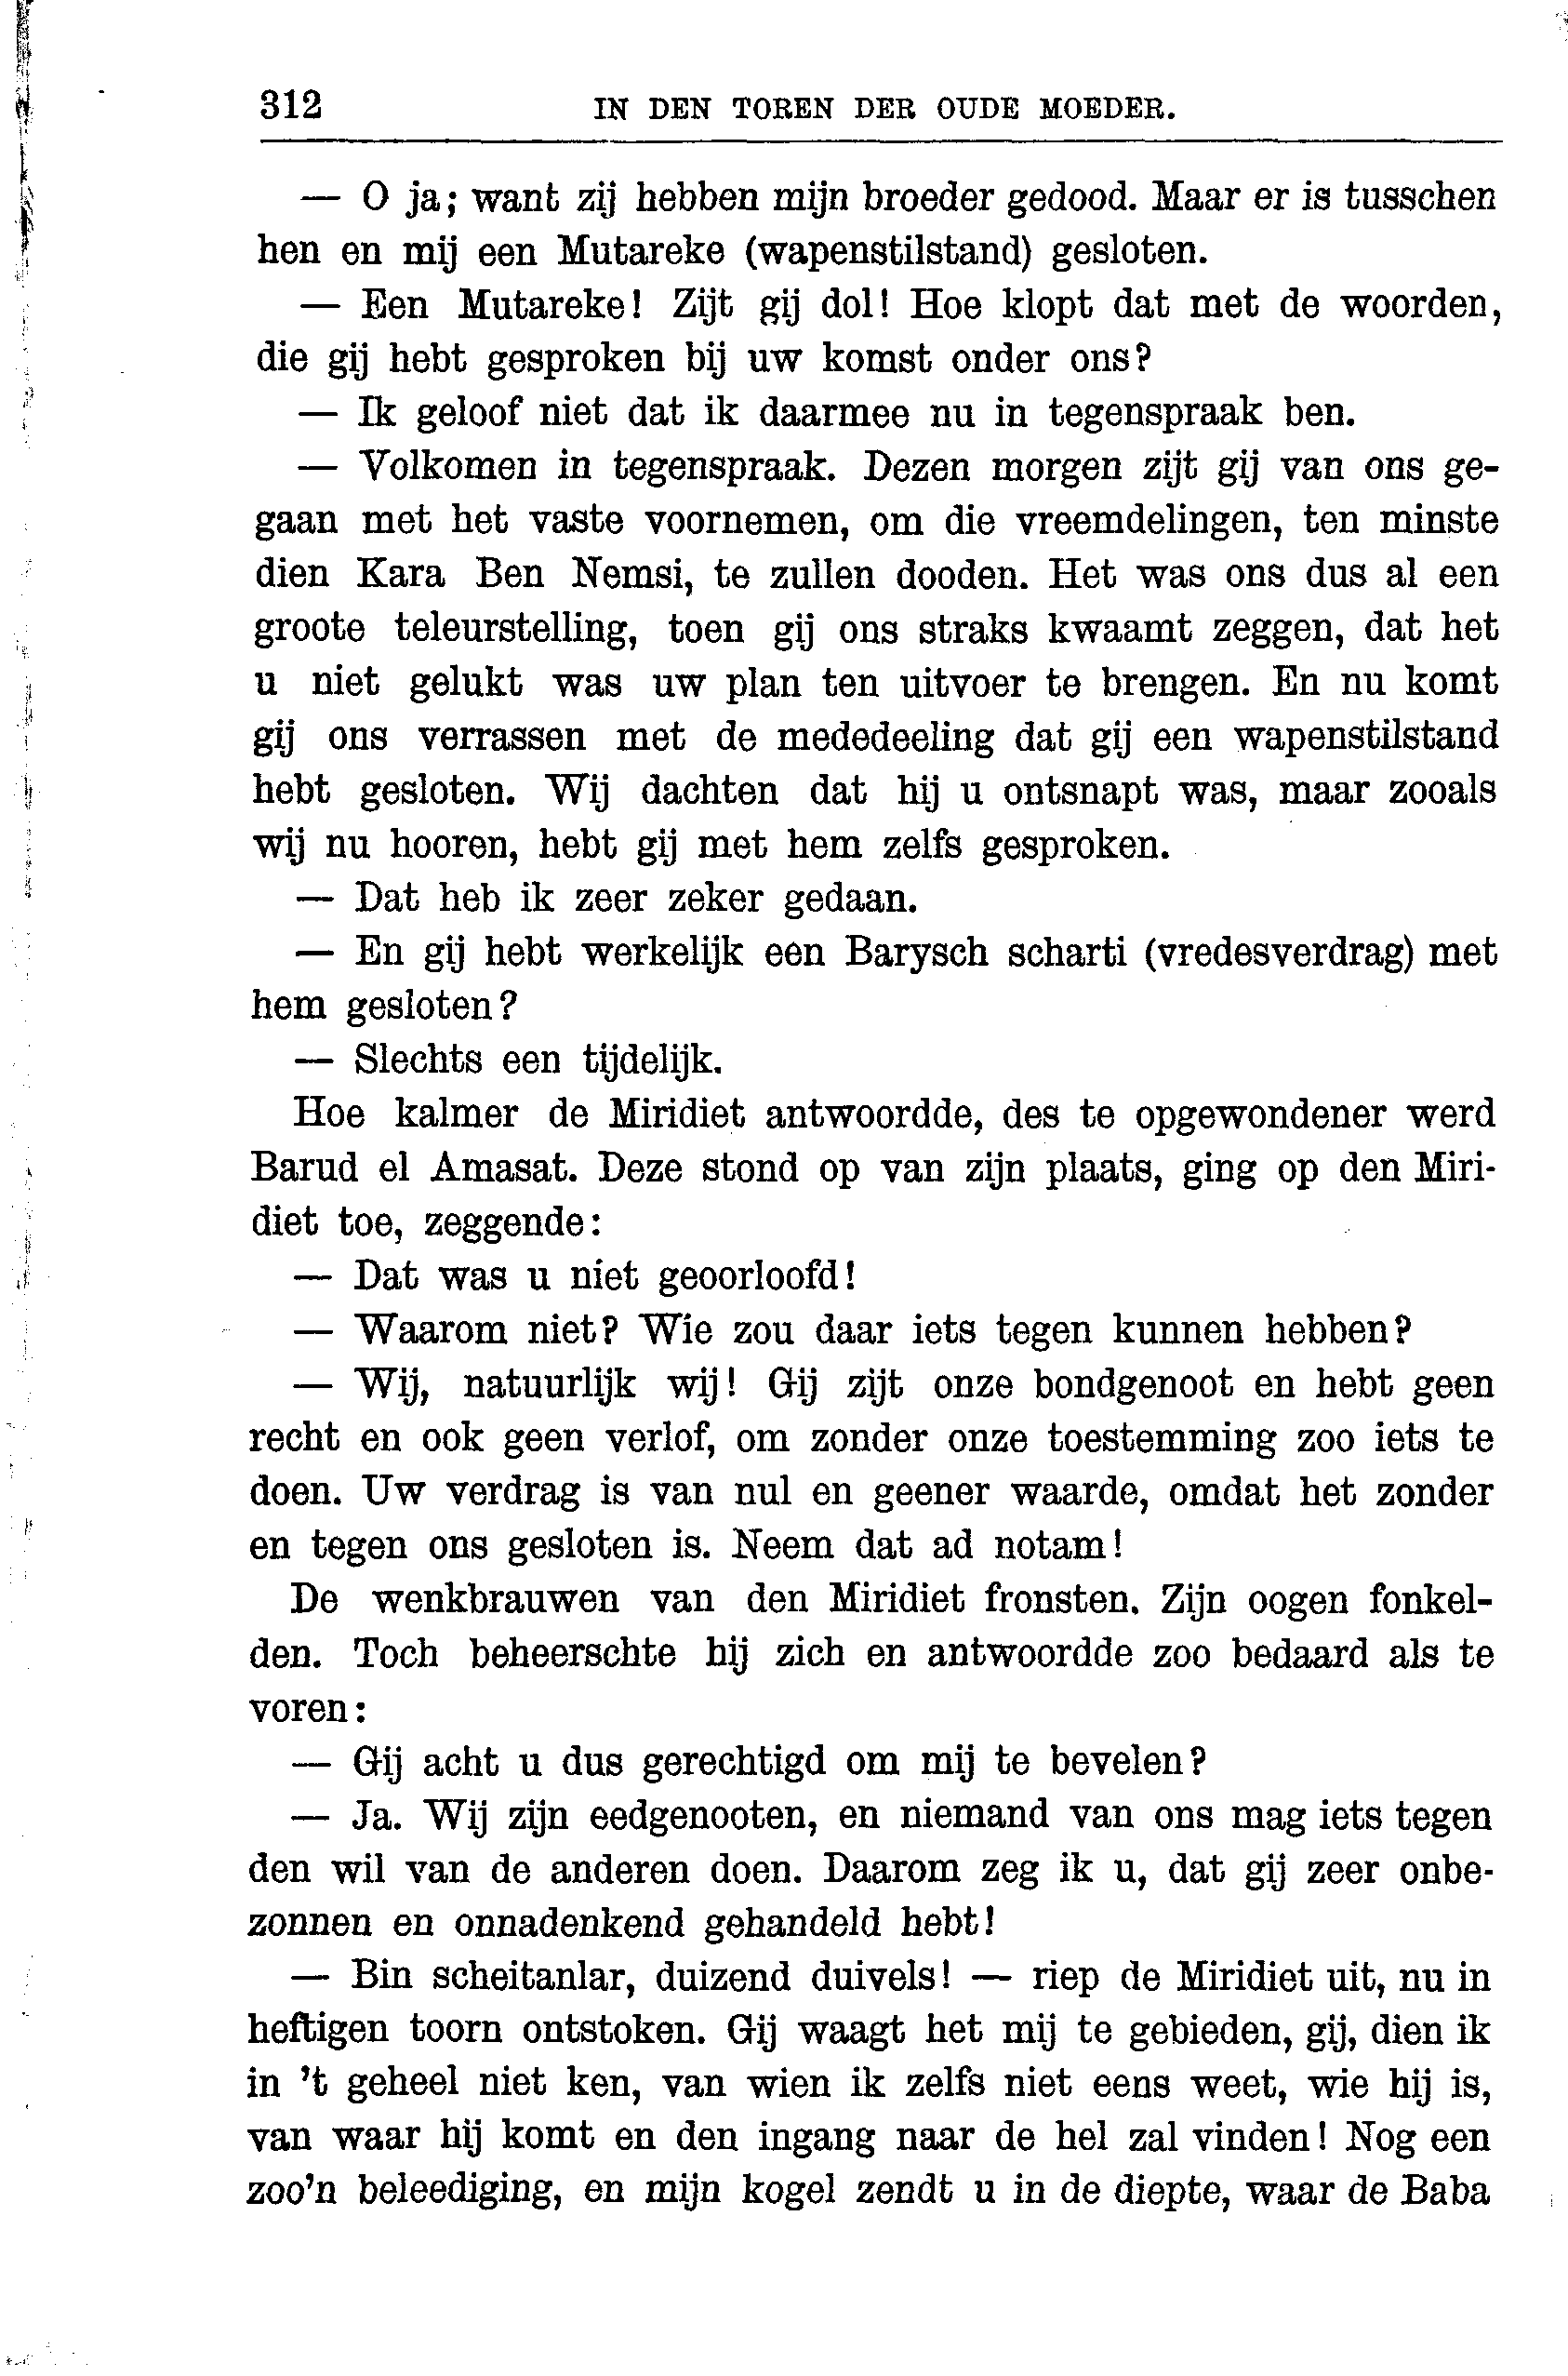 312 IN DEN TOREN DER OUDE MOEDER.
— O ja; want zij hebben mijn broeder gedood. Maar er is tusschen
hen en mij een Mutareke (wapenstilstand) gesloten.
— Een Mutareke! Zijt gij dol! Hoe klopt dat met de woorden,
die gij hebt gesproken bij uw komst onder ons?
— Ik geloof niet dat ik daarmee nu in tegenspraak ben.
— Volkomen in tegenspraak. Dezen morgen zijt gij van ons ge-
gaan met het vaste voornemen, om die vreemdelingen, ten minste
dien Kara Ben Nemsi, te zullen dooden. Het was ons dus al een
groote teleurstelling, toen gij ons straks kwaamt zeggen, dat het
u niet gelukt was uw plan ten uitvoer te brengen. En nu komt
gij ons verrassen met de mededeeling dat gij een wapenstilstand
hebt gesloten. Wij dachten dat hij u ontsnapt was, maar zooals
wij nu hooren, hebt gij met hem zelfs gesproken.
— Dat heb ik zeer zeker gedaan.
— En gij hebt werkelijk een Barysch scharti (vredesverdrag) met
hem gesloten?
— Slechts een tijdelijk.
Hoe kalmer de Miridiet antwoordde, des te opgewondener werd
Barud el Amasat. Deze stond op van zijn plaats, ging op den Miri-
diet toe, zeggende:
— Dat was u niet geoorloofd!
— Waarom niet? Wie zou daar iets tegen kunnen hebben?
— Wij, natuurlijk wij! Gij zijt onze bondgenoot en hebt geen
recht en ook geen verlof, om zonder onze toestemming zoo iets te
doen. Uw verdrag is van nul en geener waarde, omdat het zonder
en tegen ons gesloten is. Neem dat ad notam!
De wenkbrauwen van den Miridiet fronsten. Zijn oogen fonkel-
den. Toch beheerschte hij zich en antwoordde zoo bedaard als te
voren:
— Gij acht u dus gerechtigd om mij te bevelen?
— Ja. Wij zijn eedgenooten, en niemand van ons mag iets tegen
den wil van de anderen doen. Daarom zeg ik u, dat gij zeer onbe-
zonnen en onnadenkend gehandeld hebt!
— Bin scheitanlar, duizend duivels! — riep de Miridiet uit, nu in
heftigen toorn ontstoken. Gij waagt het mij te gebieden, gij, dien ik
in 't geheel niet ken, van wien ik zelfs niet eens weet, wie hij is,
van waar hij komt en den ingang naar de hel zal vinden! Nog een
zoo'n beleediging, en mijn kogel zendt u in de diepte, waar de Baba